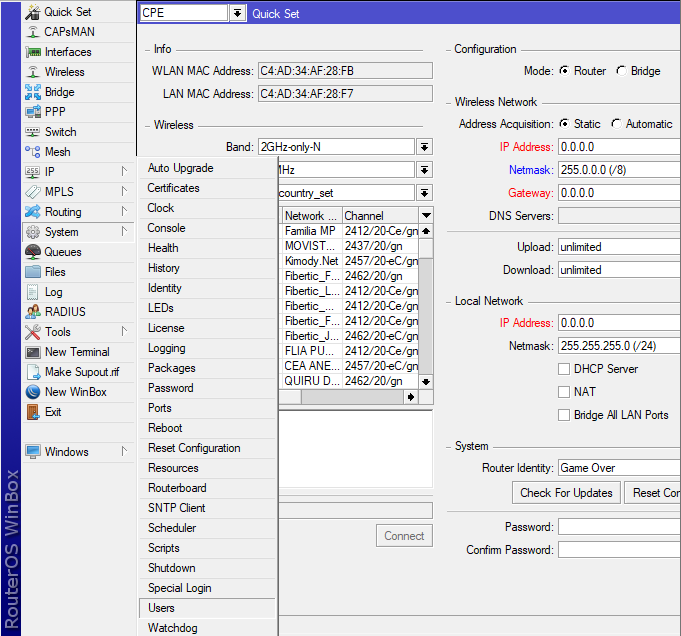 Quick Set
CAPsMAN
Interfaces
Wireless
Bridge
PPP
Switch
Mesh
IP
MPLS
Routing
System
Queues
Files
Log
RADIUS
Tools
New Terminal
Make Supout.rif
New WinBox
Exit
Windows
RouterOS WinBox
Auto Upgrade
Certificates
Clock
Console
Health
History
Identity
LEDs
License
Logging
Packages
Password
Ports
Reboot
Reset Configuration
Resources
Routerboard
SNTP Client
Scheduler
Scripts
Shutdown
Special Login
Users
Watchdog
CPE Quick Set
Info
WLAN MAC Address: C4:AD:34:AF:28:FB
LAN MAC Address: C4:AD:34:AF:28:F7
Wireless
Band: 2GHz-only-N
MHz
country_set
Network ... Channel
Familia MP 2412/20-Ce/gn
MOVIST... 2437/20/gn
Kimody.Net 2457/20-eC/gn
Fibertic_F... 2462/20/gn
Fibertic_L... 2412/20-Ce/gn
Fibertic_... 2412/20-Ce/gn
Fibertic_F... 2412/20-Ce/gn
Fibertic_J... 2462/20/gn
FLIA PU... 2412/20-Ce/gn
CEA ANE... 2457/20-eC/gn
QUIRU D... 2462/20/gn
Connect
Configuration
Mode: Router Bridge
Wireless Network
Address Acquisition: Static Automatic
IP Address: 0.0.0.0
Netmask: 255.0.0.0 (/8)
Gateway: 0.0.0.0
DNS Servers:
Upload: unlimited
Download: unlimited
Local Network
IP Address: 0.0.0.0
Netmask: 255.255.255.0 (/24)
DHCP Server
NAT
Bridge All LAN Ports
System
Router Identity: Game Over
Check For Updates Reset Cor
Password:
Confirm Password: